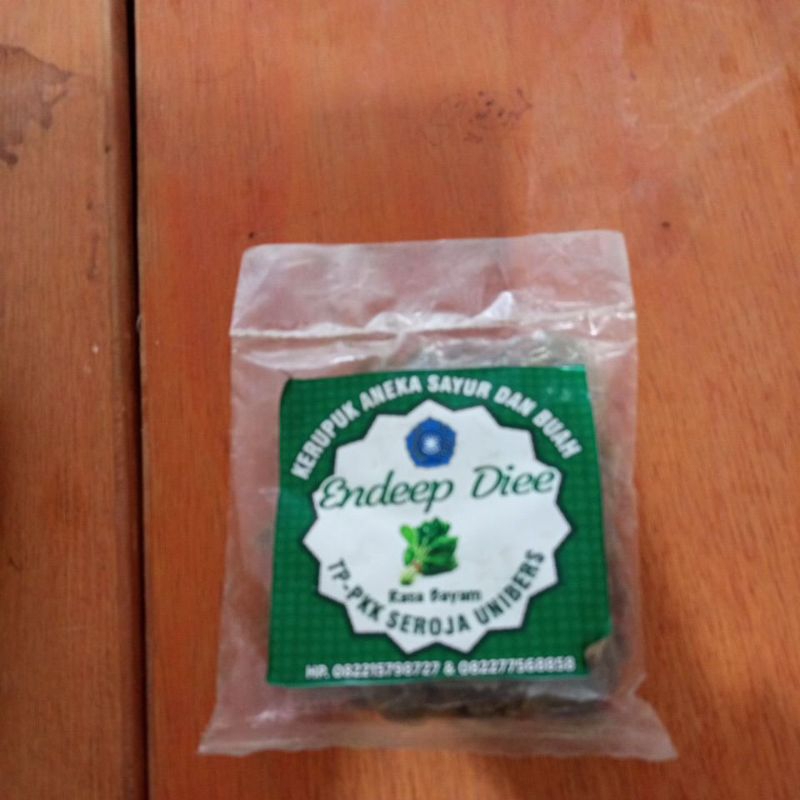 KERUPUK ANEKA SAYUR DAN BUAH
Endeep Diee
Rasa Bayam
TP-PKK SEROJA UNIBERS
HP. 082215798727 & 082277568858